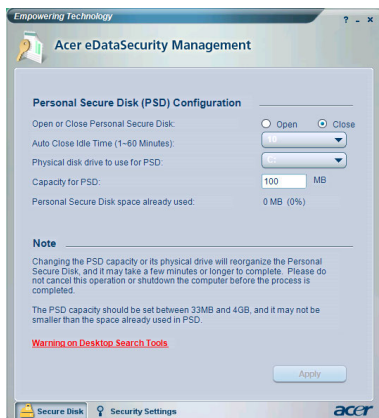 Empowering Technology
? - x
Acer eDataSecurity Management
Personal Secure Disk (PSD) Configuration
Open or Close Personal Secure Disk: Open Close
Auto Close Idle Time (1~60 Minutes): 10
Physical disk drive to use for PSD: C:
Capacity for PSD: 100 MB
Personal Secure Disk space already used: 0 MB (0%)
Note
Changing the PSD capacity or its physical drive will reorganize the Personal
Secure Disk, and it may take a few minutes or longer to complete. Please do
not cancel this operation or shutdown the computer before the process is
completed.
The PSD capacity should be set between 33MB and 4GB, and it may not be
smaller than the space already used in PSD.
Warning on Desktop Search Tools
Apply
Secure Disk Security Settings acer